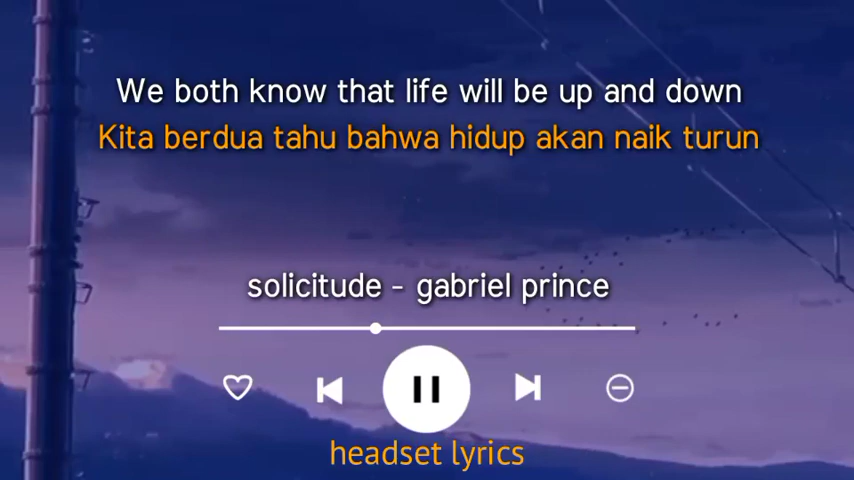 We both know that life will be up and down
Kita berdua tahu bahwa hidup akan naik turun
solicitude - gabriel prince
headset lyrics